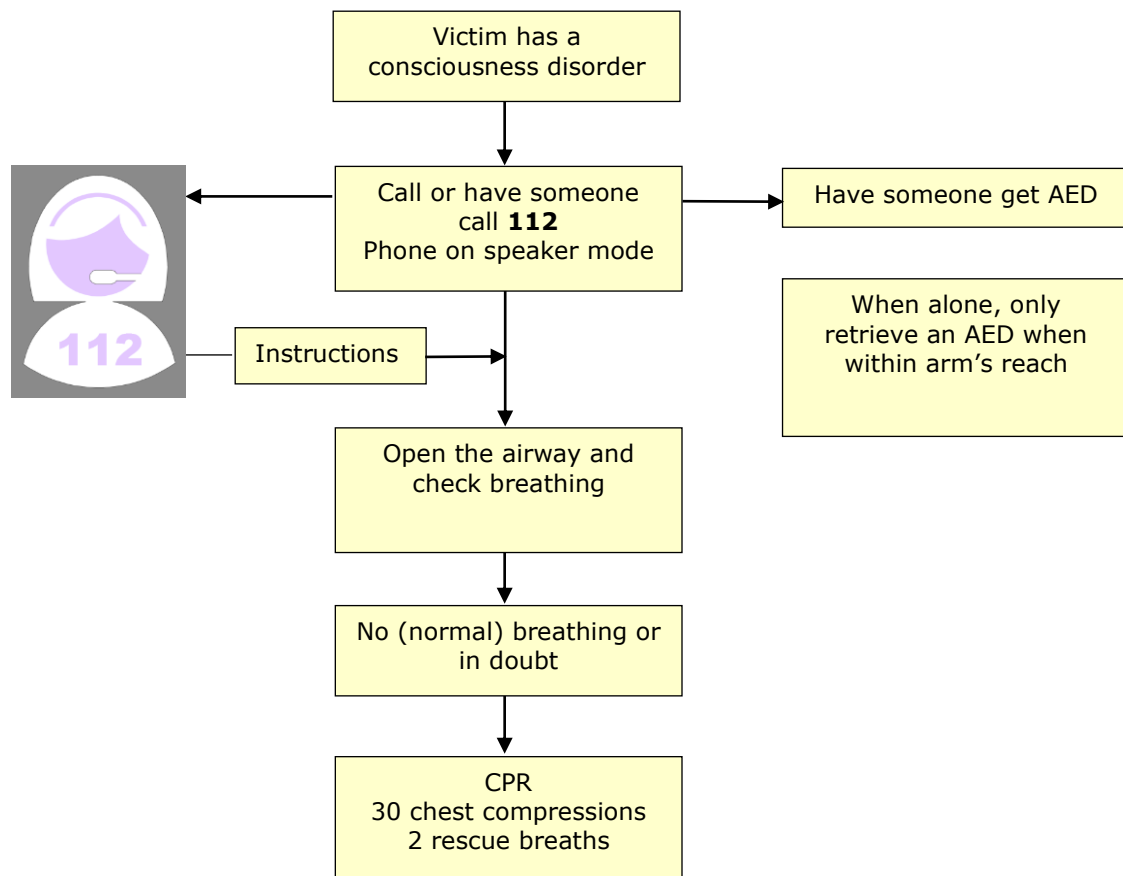 Victim has a
consciousness disorder
Call or have someone
call 112
Phone on speaker mode
Have someone get AED
When alone, only
retrieve an AED when
within arm's reach
112
Instructions
Open the airway and
check breathing
No (normal) breathing or
in doubt
CPR
30 chest compressions
2 rescue breaths